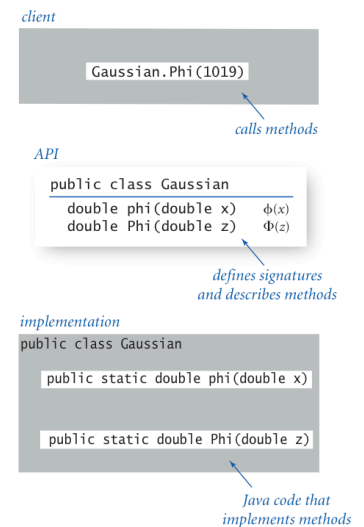 client
Gaussian.Phi(1019)
calls methods
API
public class Gaussian
double phi(double x) ϕ(x)
double Phi(double z) Φ(z)
defines signatures
and describes methods
implementation
public class Gaussian
public static double phi(double x)
public static double Phi(double z)
Java code that
implements methods